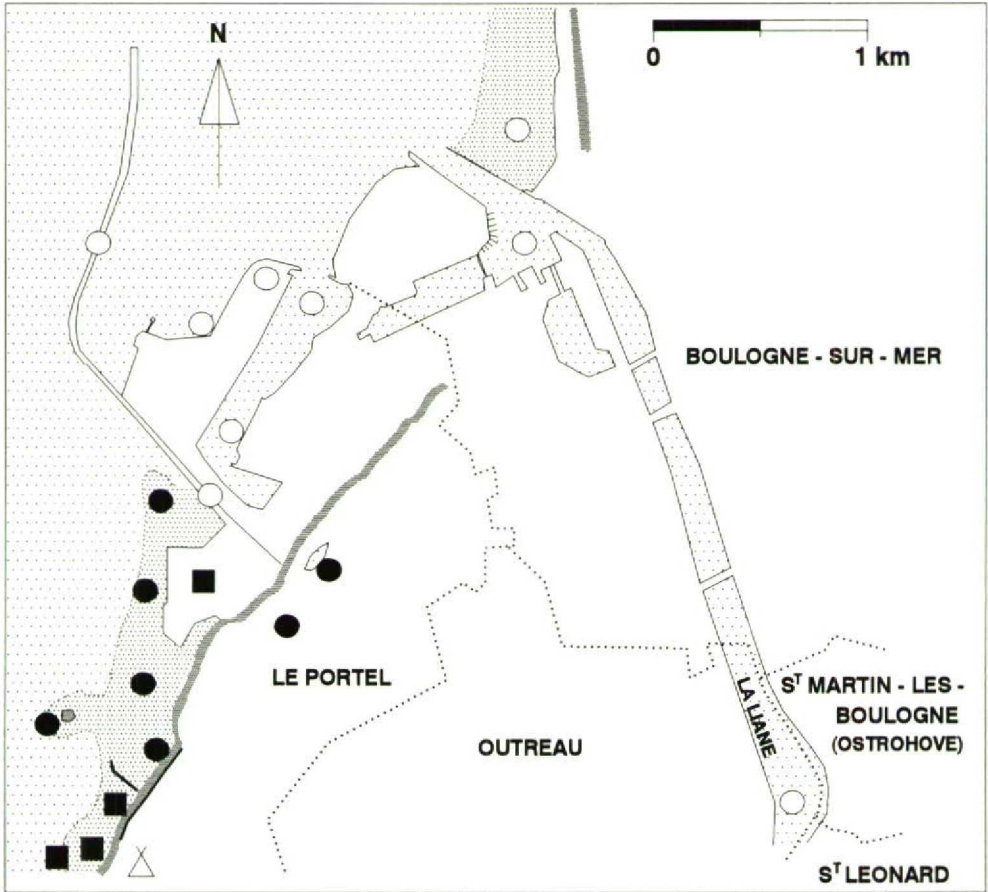 N
0 1 km
BOULOGNE - SUR - MER
LE PORTEL
OUTREAU
LA LIANE
Sᵀ MARTIN - LES -
BOULOGNE
(OSTROHOVE)
Sᵀ LEONARD